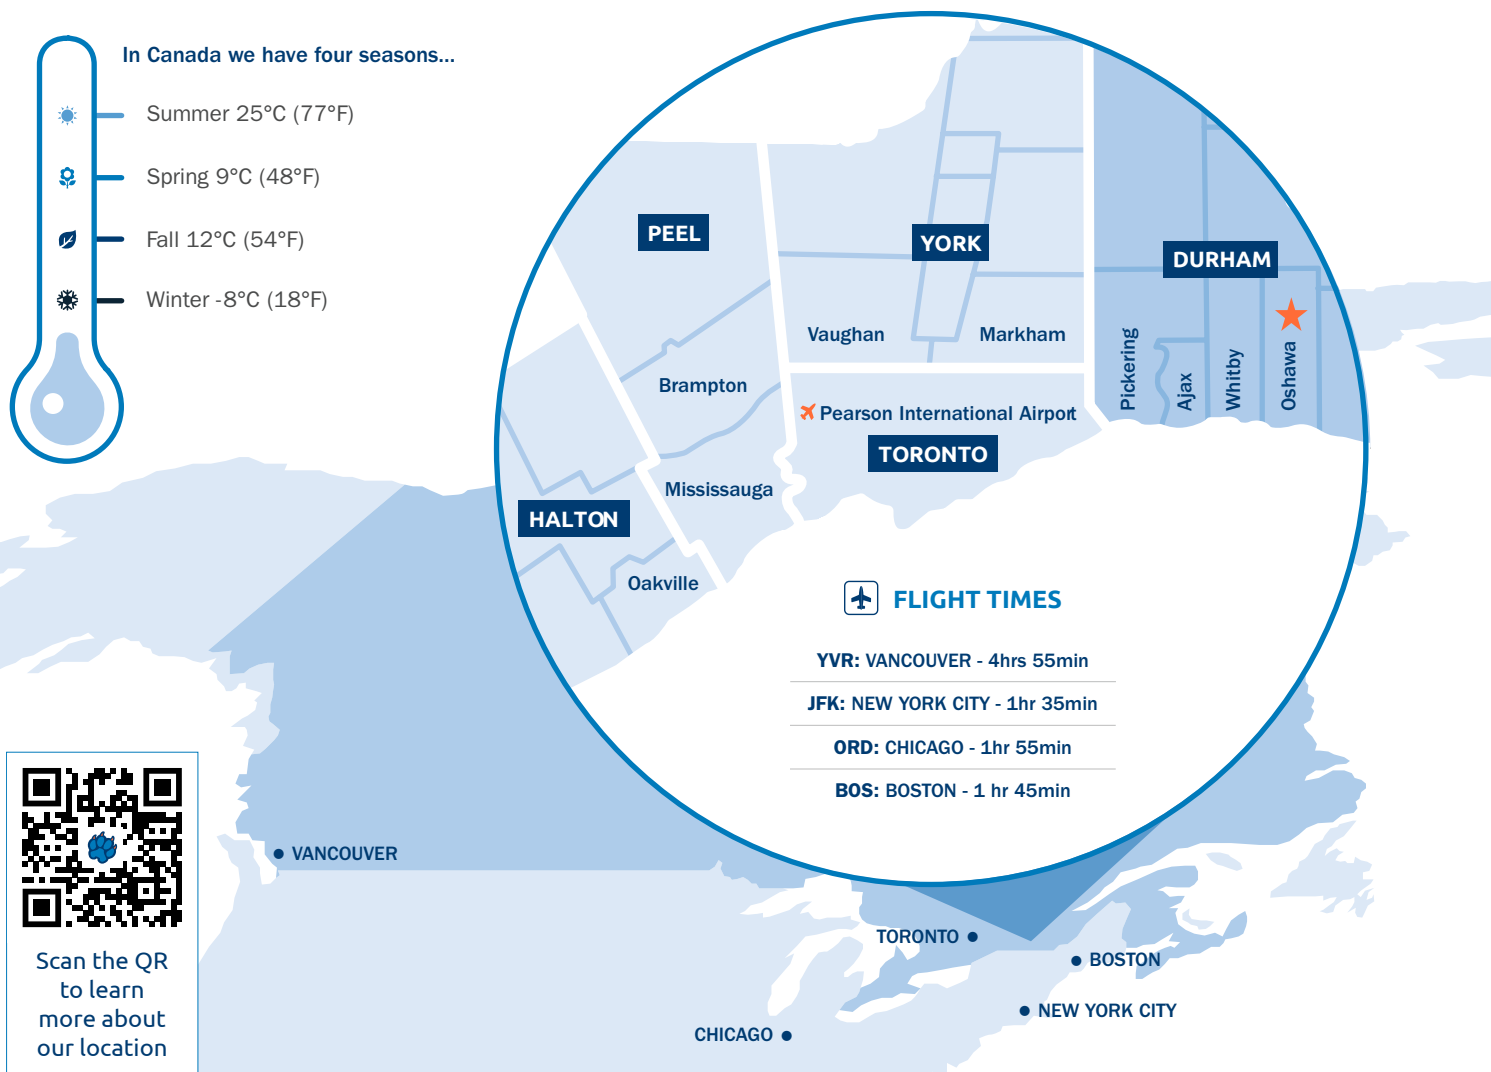 In Canada we have four seasons...
Summer 25°C (77°F)
Spring 9°C (48°F)
Fall 12°C (54°F)
Winter -8°C (18°F)
PEEL
YORK
DURHAM
Vaughan
Markham
Pickering
Ajax
Whitby
Oshawa
Brampton
Pearson International Airport
TORONTO
Mississauga
HALTON
Oakville
FLIGHT TIMES
YVR: VANCOUVER - 4hrs 55min
JFK: NEW YORK CITY - 1hr 35min
ORD: CHICAGO - 1hr 55min
BOS: BOSTON - 1 hr 45min
VANCOUVER
TORONTO
BOSTON
NEW YORK CITY
CHICAGO
Scan the QR
to learn
more about
our location